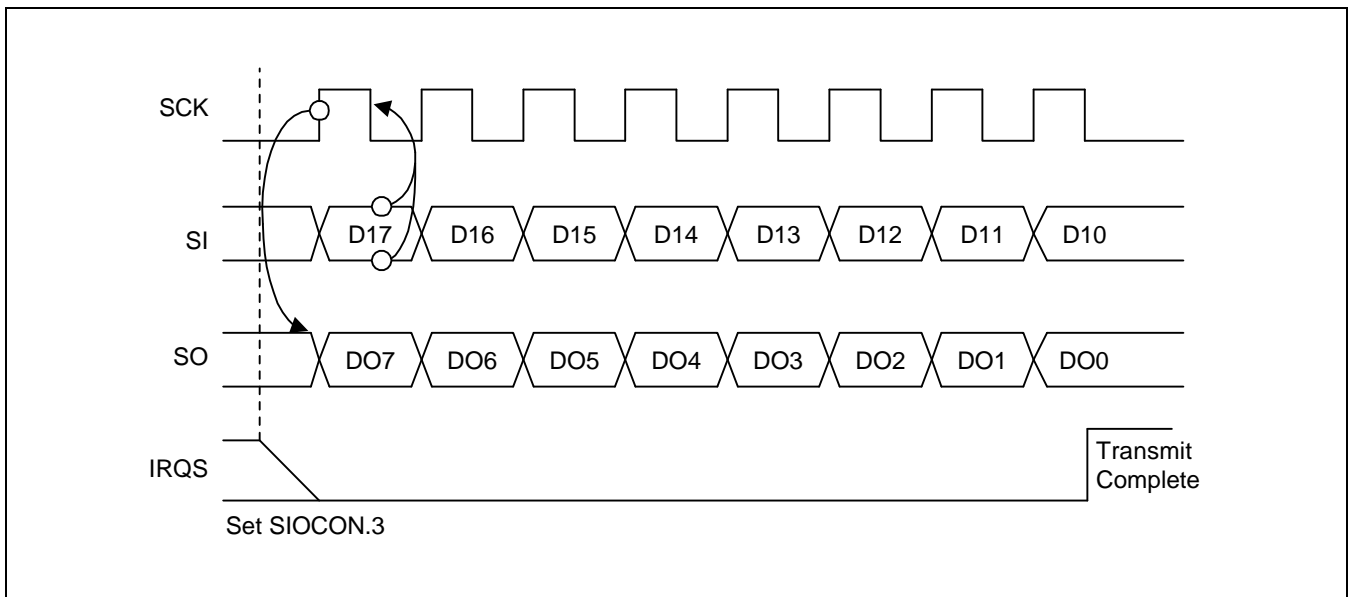 SCK
SI
D17 D16 D15 D14 D13 D12 D11 D10
SO
DO7 DO6 DO5 DO4 DO3 DO2 DO1 DO0
IRQS
Transmit
Complete
Set SIOCON.3